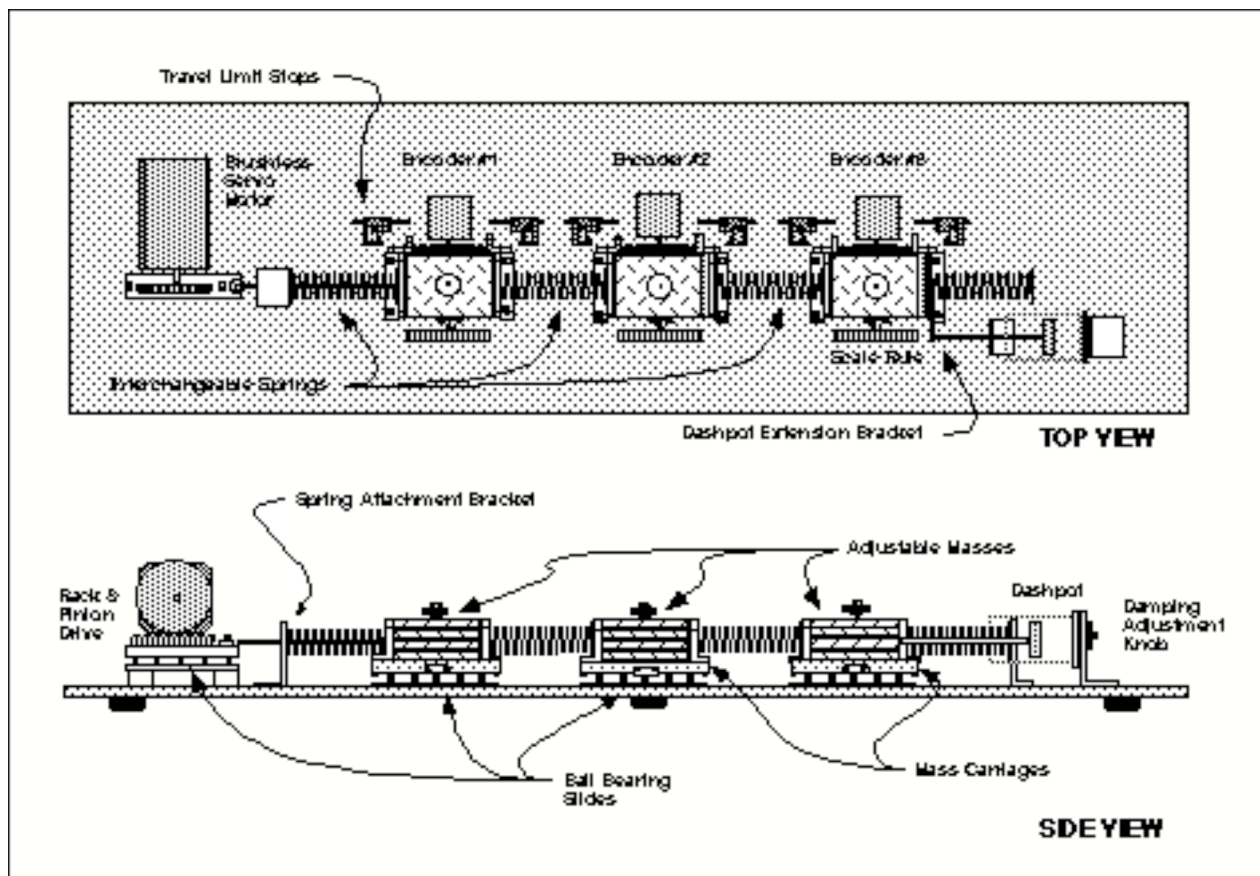 Travel Limit Stops
Brushless
Servo
Motor
Encoder #1
Encoder #2
Encoder #3
Interchangeable Springs
Scale Rule
Dashpot Extension Bracket
TOP VIEW
Spring Attachment Bracket
Adjustable Masses
Rack &
Pinion
Drive
Dashpot
Damping
Adjustment
Knob
Mass Carriages
Ball Bearing
Slides
SIDE VIEW